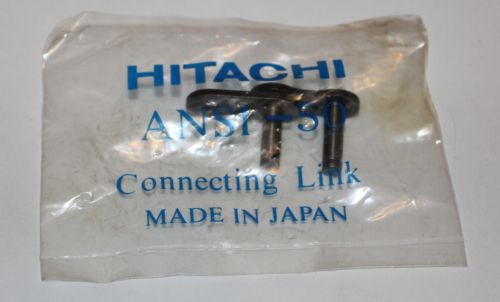 HITACHI
ANSI-50
Connecting Link
MADE IN JAPAN